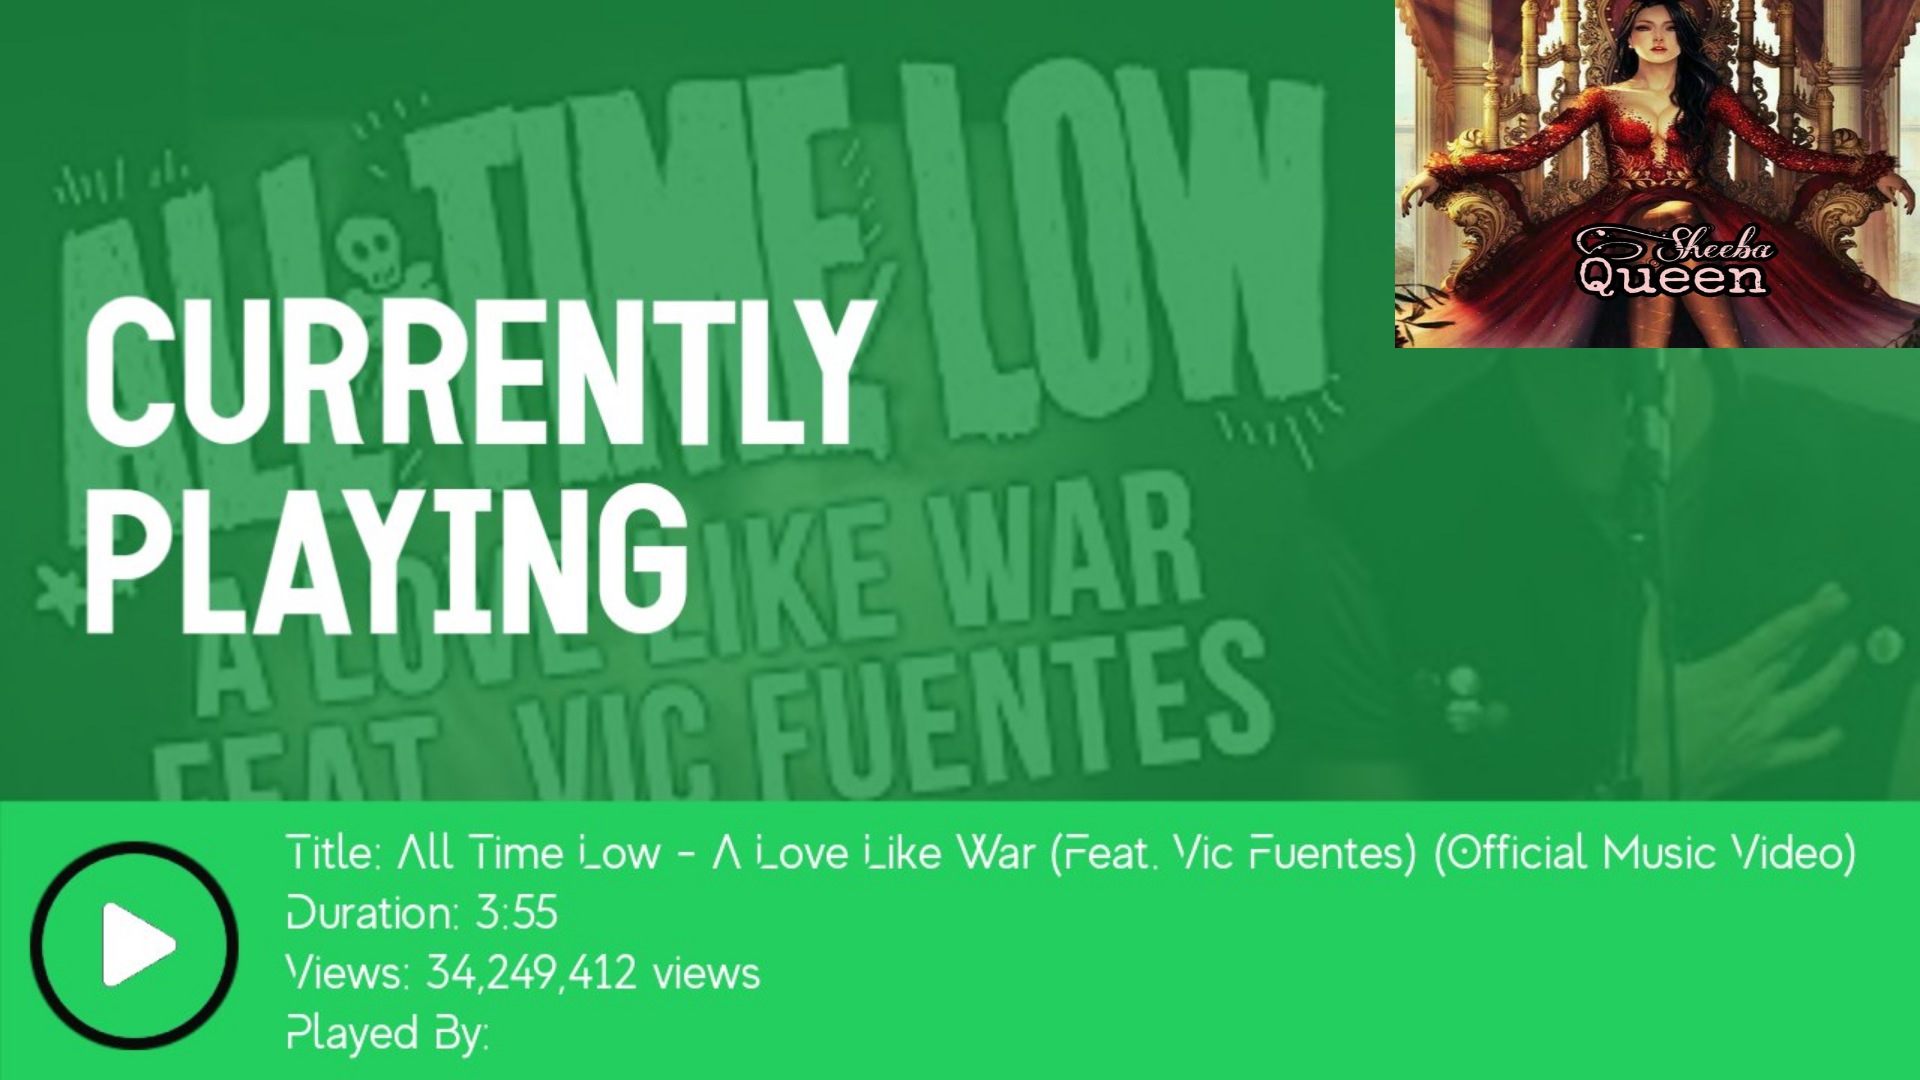 ALL TIME LOW
Sheeba
Queen
CURRENTLY
PLAYING
A LOVE LIKE WAR
FEAT. VIC FUENTES
Title: All Time Low - A Love Like War (Feat. Vic Fuentes) (Official Music Video)
Duration: 3:55
Views: 34,249,412 views
Played By: